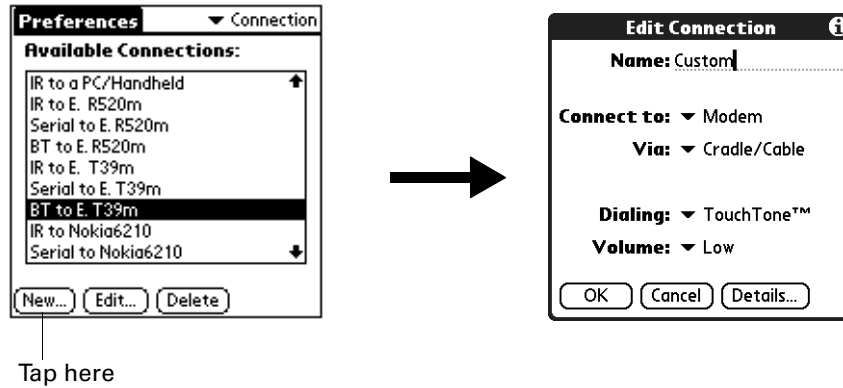 Preferences
Connection
Available Connections:
IR to a PC/Handheld
IR to E. R520m
Serial to E. R520m
BT to E. R520m
IR to E. T39m
Serial to E. T39m
BT to E. T39m
IR to Nokia6210
Serial to Nokia6210
New... Edit... Delete
Tap here
Edit Connection i
Name: Custom
Connect to: Modem
Via: Cradle/Cable
Dialing: TouchTone™
Volume: Low
OK Cancel Details...